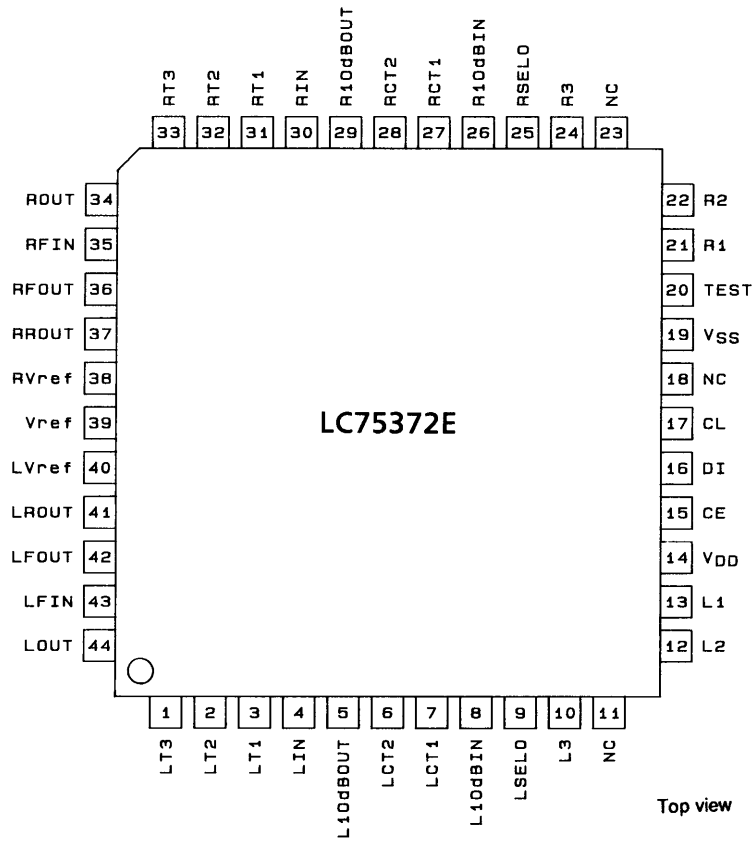 RT3 RT2 RT1 RIN R10dBOUT RCT2 RCT1 R10dBIN RSELO R3 NC
33 32 31 30 29 28 27 26 25 24 23
ROUT 34 22 R2
RFIN 35 21 R1
RFOUT 36 20 TEST
RROUT 37 19 VSS
RVref 38 18 NC
Vref 39 LC75372E 17 CL
LVref 40 16 DI
LROUT 41 15 CE
LFOUT 42 14 VDD
LFIN 43 13 L1
LOUT 44 12 L2
1 2 3 4 5 6 7 8 9 10 11
LT3 LT2 LT1 LIN L10dBOUT LCT2 LCT1 L10dBIN LSELO L3 NC
Top view